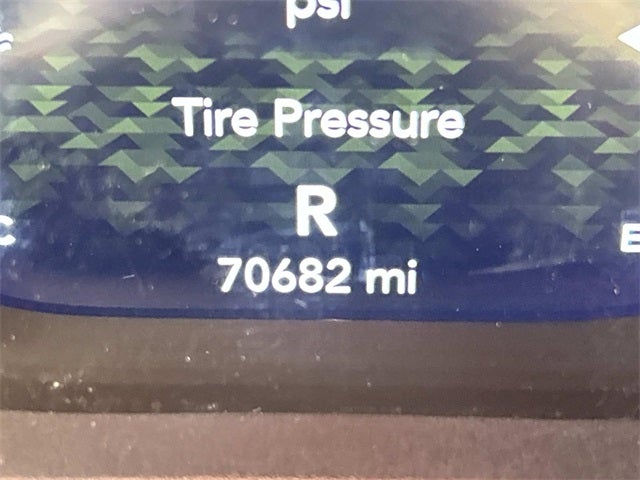 psi
Tire Pressure
R
C
E
70682 mi